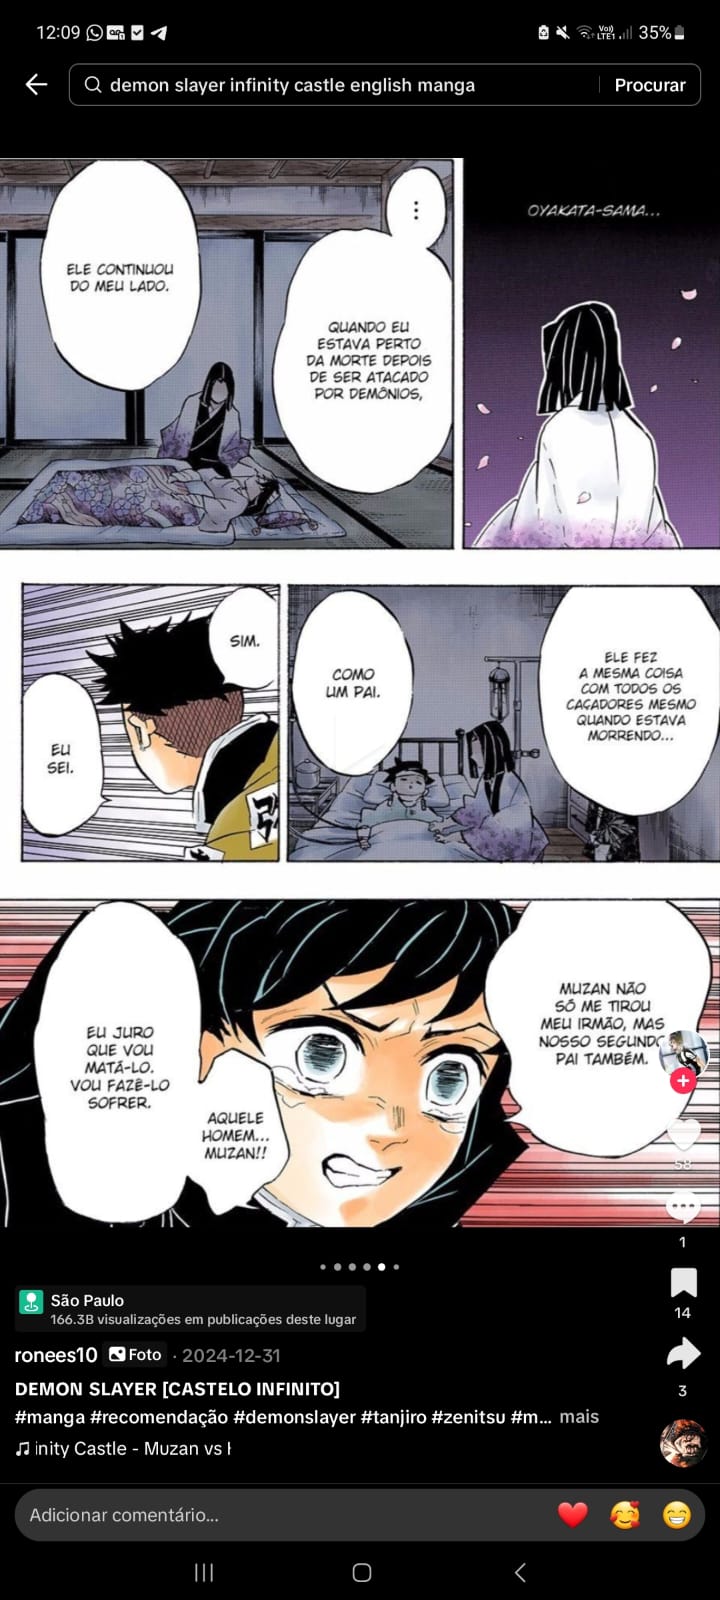 12:09
Vo))
LTE1
35%
demon slayer infinity castle english manga
Procurar
OYAKATA-SAMA...
...
QUANDO EU
ESTAVA PERTO
DA MORTE DEPOIS
DE SER ATACADO
POR DEMÔNIOS,
ELE CONTINUOU
DO MEU LADO.
ELE FEZ
A MESMA COISA
COM TODOS OS
CAÇADORES MESMO
QUANDO ESTAVA
MORRENDO...
COMO
UM PAI.
SIM.
EU
SEI.
MUZAN NÃO
SÓ ME TIROU
MEU IRMÃO, MAS
NOSSO SEGUNDO
PAI TAMBÉM.
AQUELE
HOMEM...
MUZAN!!
EU JURO
QUE VOU
MATÁ-LO.
VOU FAZÊ-LO
SOFRER.
58
1
14
3
São Paulo
166.3B visualizações em publicações deste lugar
ronees10 Foto · 2024-12-31
DEMON SLAYER [CASTELO INFINITO]
#manga #recomendação #demonslayer #tanjiro #zenitsu #m... mais
inity Castle - Muzan vs
Adicionar comentário...